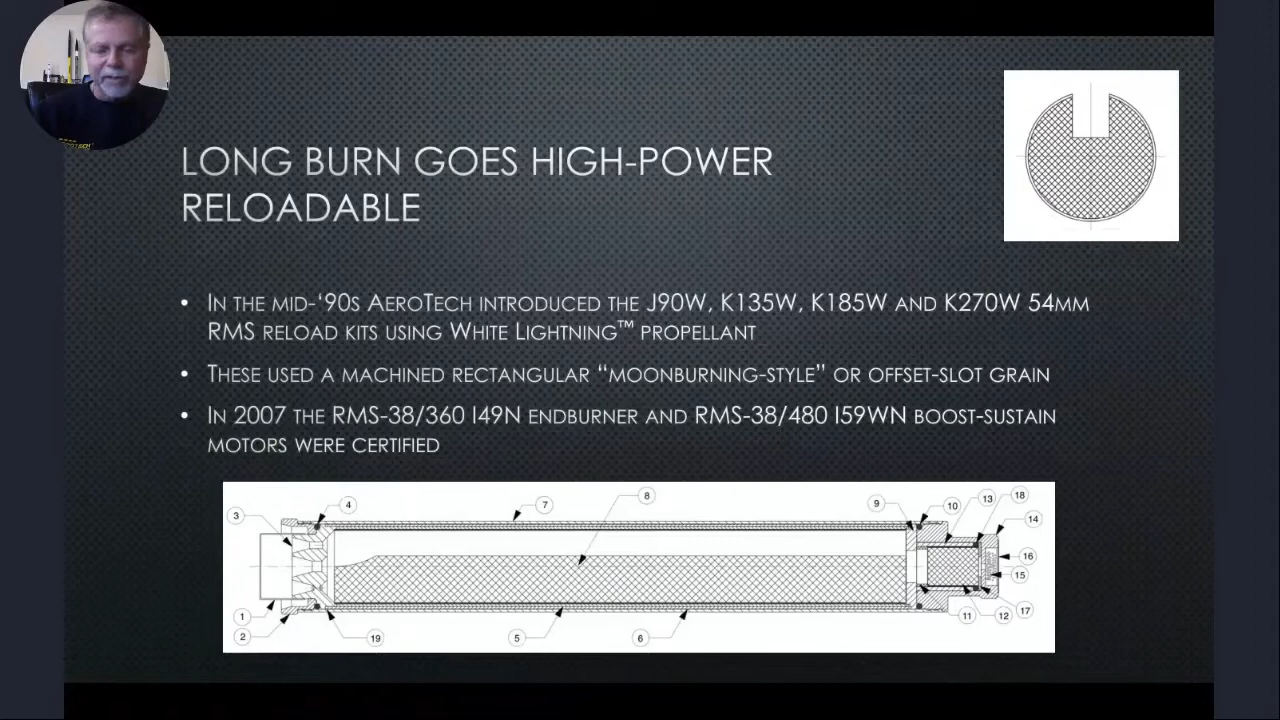 LONG BURN GOES HIGH-POWER
RELOADABLE
• IN THE MID-‘90S AEROTECH INTRODUCED THE J90W, K135W, K185W AND K270W 54MM
RMS RELOAD KITS USING WHITE LIGHTNING™ PROPELLANT
• THESE USED A MACHINED RECTANGULAR “MOONBURNING-STYLE” OR OFFSET-SLOT GRAIN
• IN 2007 THE RMS-38/360 I49N ENDBURNER AND RMS-38/480 I59WN BOOST-SUSTAIN
MOTORS WERE CERTIFIED
3 4 7 8 9 10 13 18 14
16
15
1 11 12 17
2 19 5 6